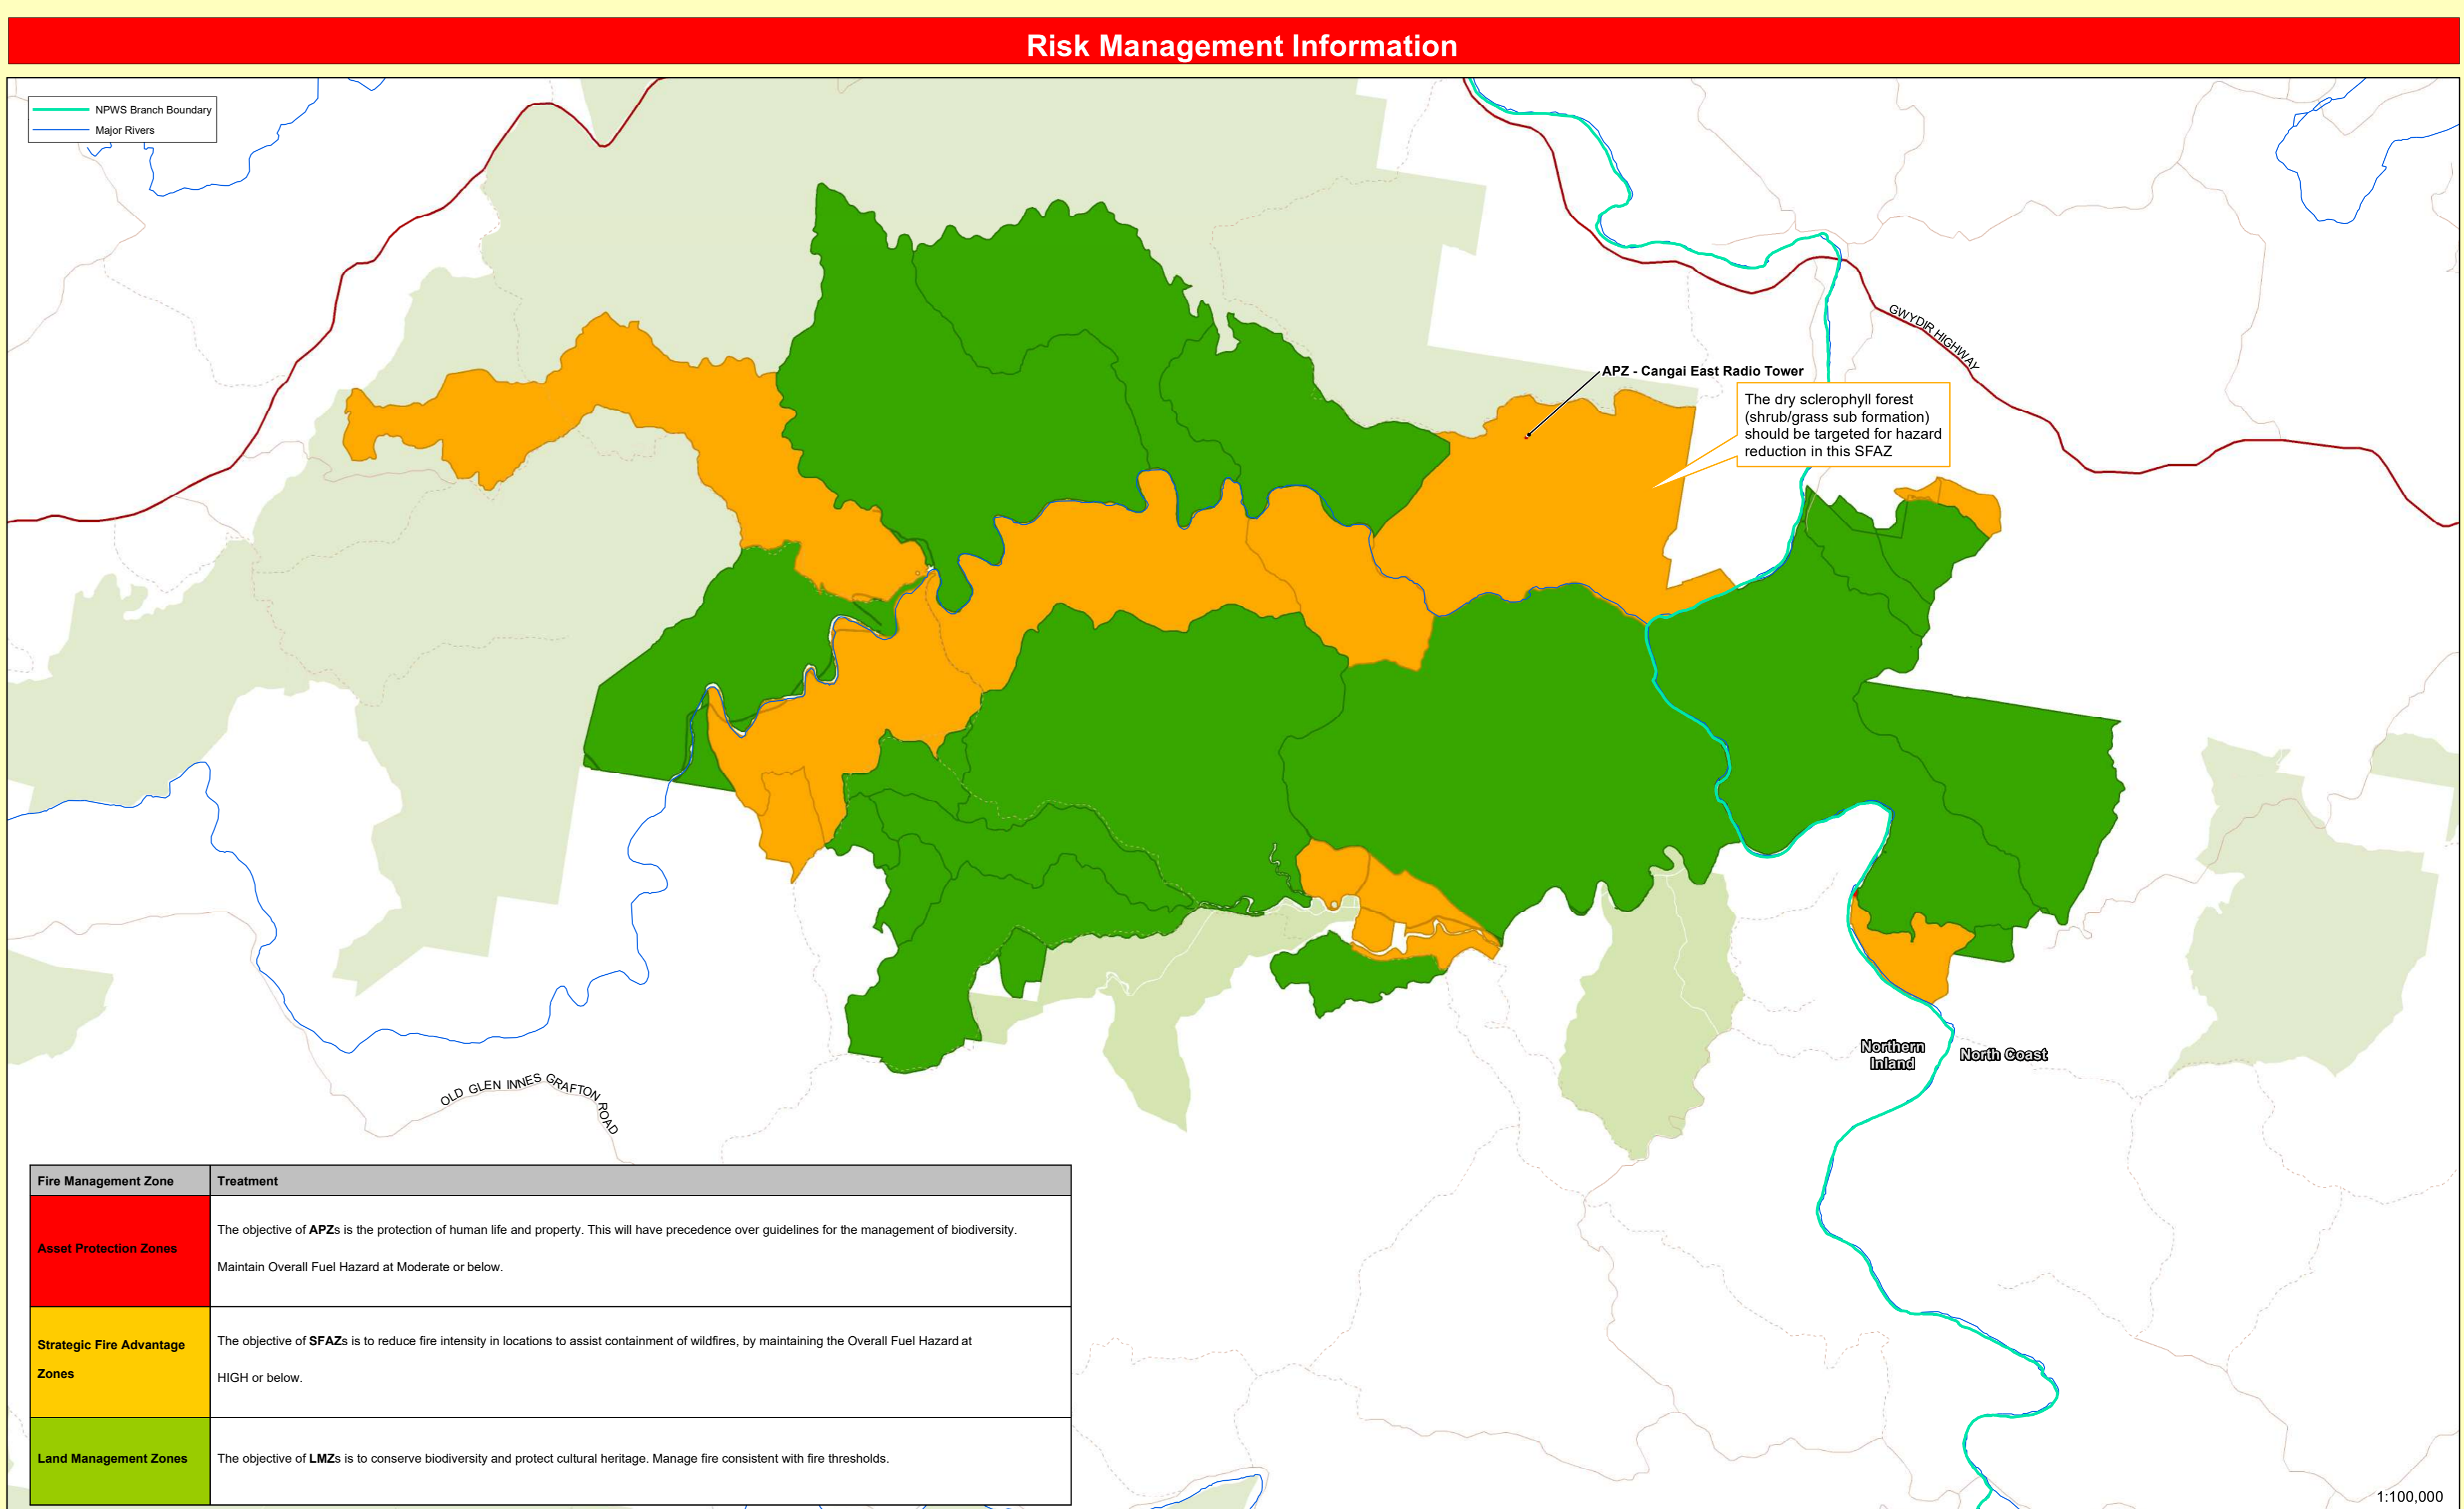 Risk Management Information
NPWS Branch Boundary
Major Rivers
GWYDIR HIGHWAY
APZ - Cangai East Radio Tower
The dry sclerophyll forest
(shrub/grass sub formation)
should be targeted for hazard
reduction in this SFAZ
Northern
Inland
North Coast
OLD GLEN INNES GRAFTON ROAD
Fire Management Zone
Treatment
Asset Protection Zones
The objective of APZs is the protection of human life and property. This will have precedence over guidelines for the management of biodiversity.
Maintain Overall Fuel Hazard at Moderate or below.
Strategic Fire Advantage
Zones
The objective of SFAZs is to reduce fire intensity in locations to assist containment of wildfires, by maintaining the Overall Fuel Hazard at
HIGH or below.
Land Management Zones
The objective of LMZs is to conserve biodiversity and protect cultural heritage. Manage fire consistent with fire thresholds.
1:100,000